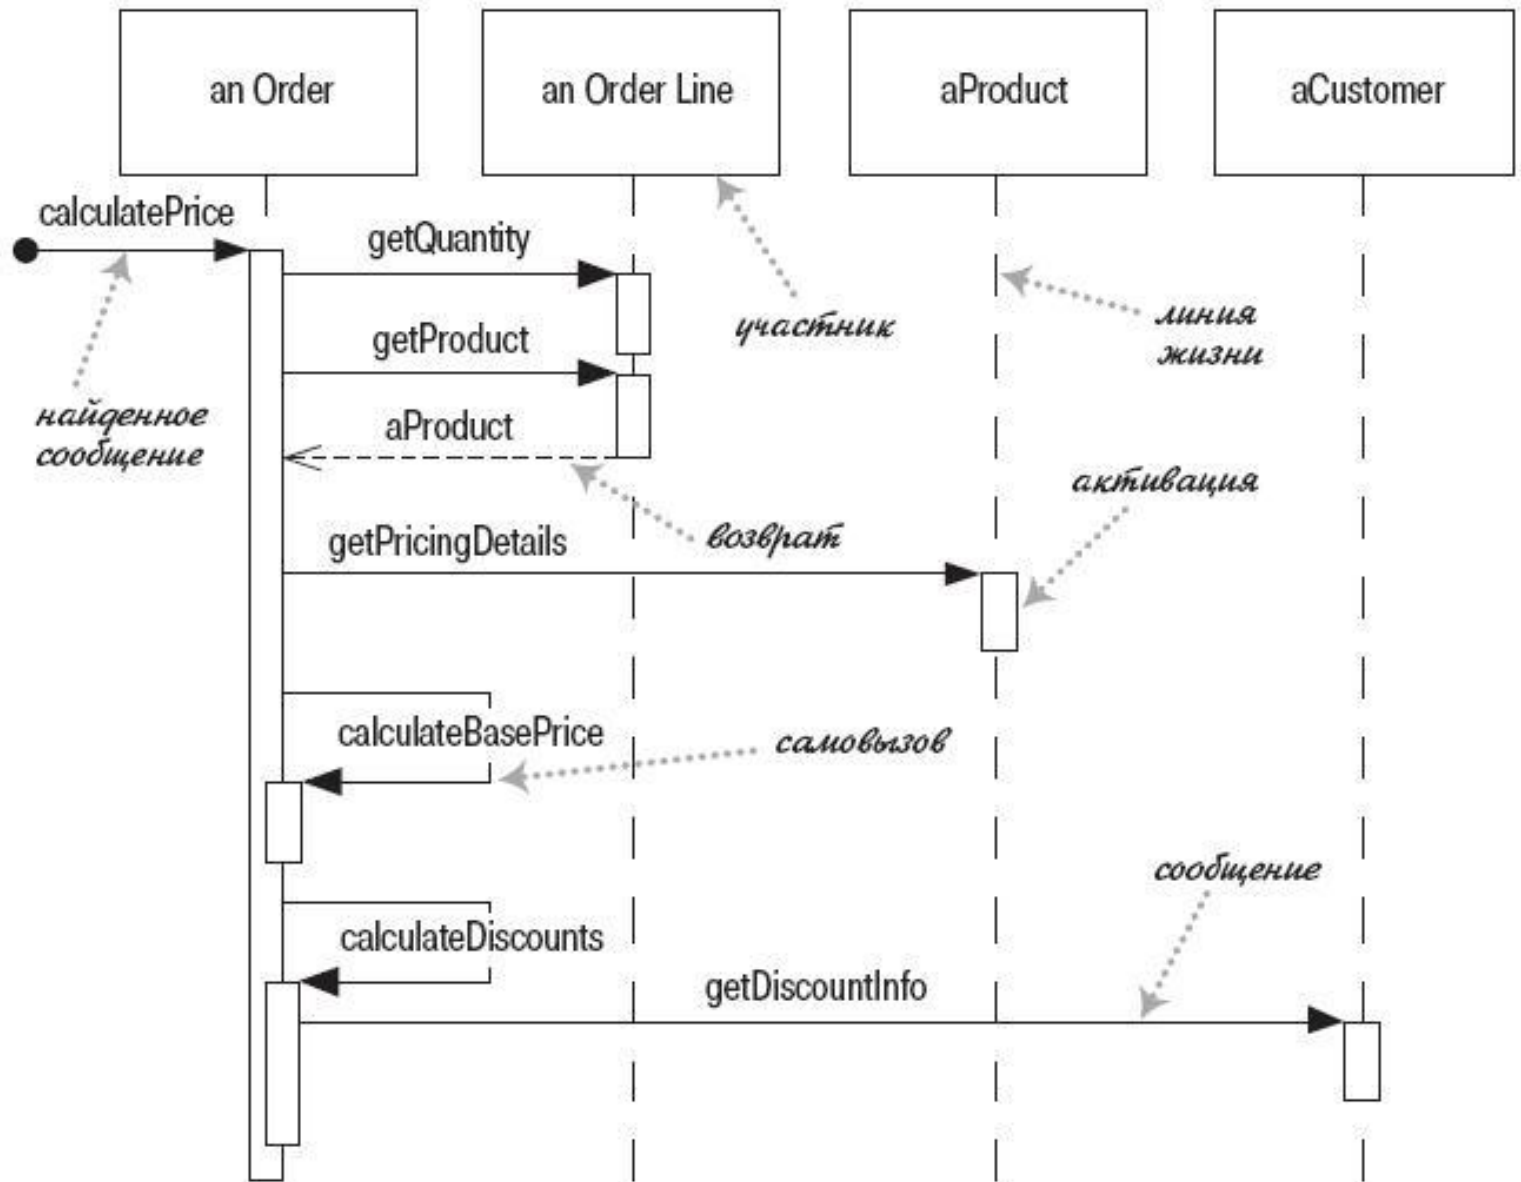 an Order
an Order Line
aProduct
aCustomer
calculatePrice
getQuantity
участник
линия
жизни
getProduct
найденное
сообщение
aProduct
активация
возврат
getPricingDetails
calculateBasePrice
самовызов
сообщение
calculateDiscounts
getDiscountInfo